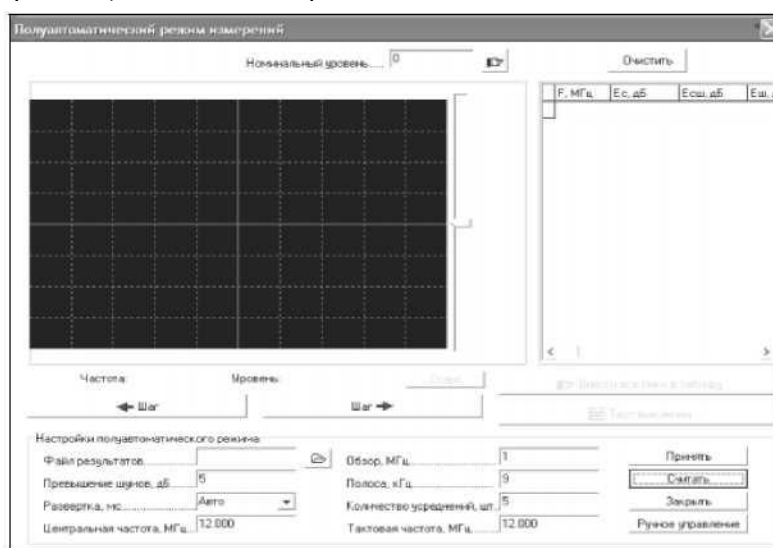 Полуавтоматический режим измерений
Номинальный уровень..... 0
Очистить
F, МГц Ec, дБ Есш, дБ Еш, д
Частота: Уровень:
Шаг Шаг
Настройки полуавтоматического режима
Файл результатов
Обзор, МГц 1
Принять
Превышение шумов, дБ 5
Полоса, кГц 9
Считать
Развертка, мс Авто
Количество усреднений, шт. 5
Закрыть
Центральная частота, МГц 12.000
Тактовая частота, МГц 12.000
Ручное управление